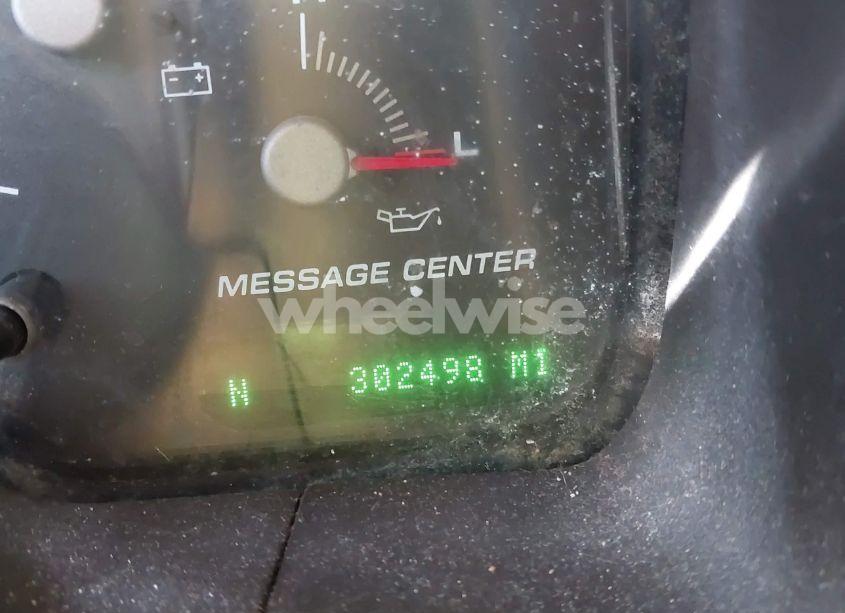 L
MESSAGE CENTER
wheelwise
N 302498 MI